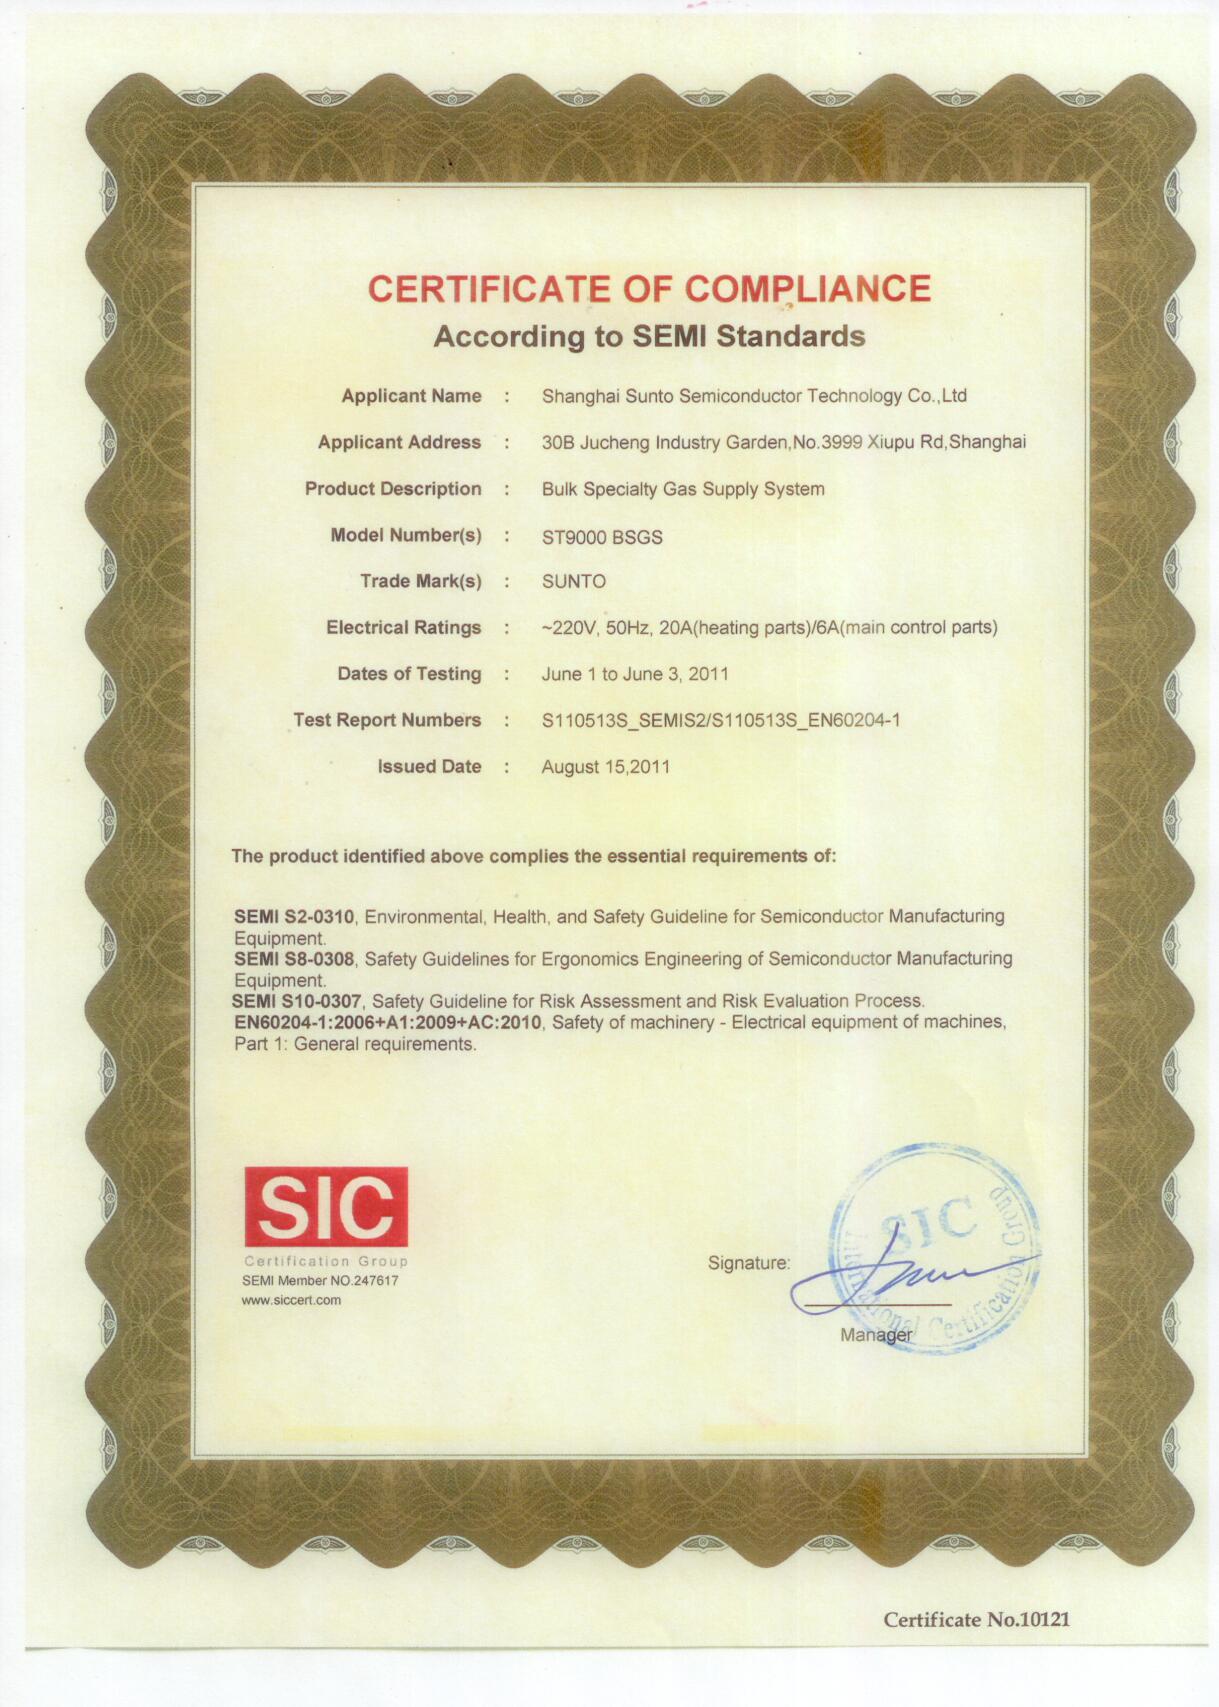 CERTIFICATE OF COMPLIANCE
According to SEMI Standards
Applicant Name : Shanghai Sunto Semiconductor Technology Co.,Ltd
Applicant Address : 30B Jucheng Industry Garden,No.3999 Xiupu Rd,Shanghai
Product Description : Bulk Specialty Gas Supply System
Model Number(s) : ST9000 BSGS
Trade Mark(s) : SUNTO
Electrical Ratings : ~220V, 50Hz, 20A(heating parts)/6A(main control parts)
Dates of Testing : June 1 to June 3, 2011
Test Report Numbers : S110513S_SEMIS2/S110513S_EN60204-1
Issued Date : August 15,2011
The product identified above complies the essential requirements of:
SEMI S2-0310, Environmental, Health, and Safety Guideline for Semiconductor Manufacturing
Equipment.
SEMI S8-0308, Safety Guidelines for Ergonomics Engineering of Semiconductor Manufacturing
Equipment.
SEMI S10-0307, Safety Guideline for Risk Assessment and Risk Evaluation Process.
EN60204-1:2006+A1:2009+AC:2010, Safety of machinery - Electrical equipment of machines,
Part 1: General requirements.
SIC
Certification Group
SEMI Member NO.247617
www.siccert.com
Signature:
SIC
International Certification Group
Manager
Certificate No.10121